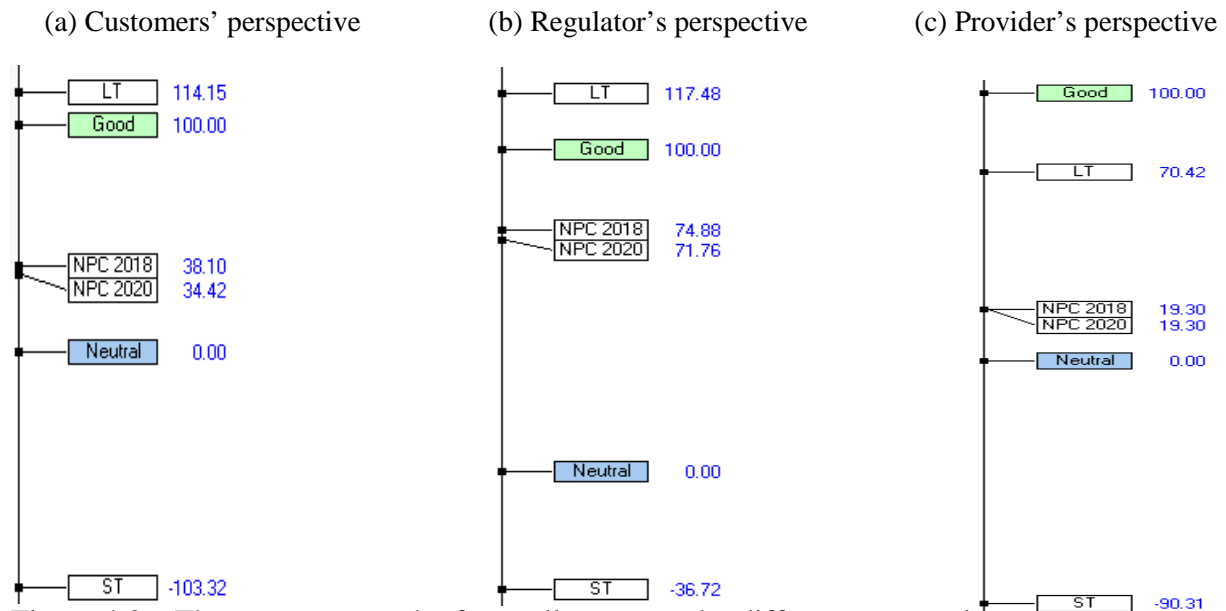 (a) Customers’ perspective
(b) Regulator’s perspective
(c) Provider’s perspective
LT 114.15
Good 100.00
NPC 2018 38.10
NPC 2020 34.42
Neutral 0.00
ST -103.32
LT 117.48
Good 100.00
NPC 2018 74.88
NPC 2020 71.76
Neutral 0.00
ST -36.72
Good 100.00
LT 70.42
NPC 2018 19.30
NPC 2020 19.30
Neutral 0.00
ST -90.31